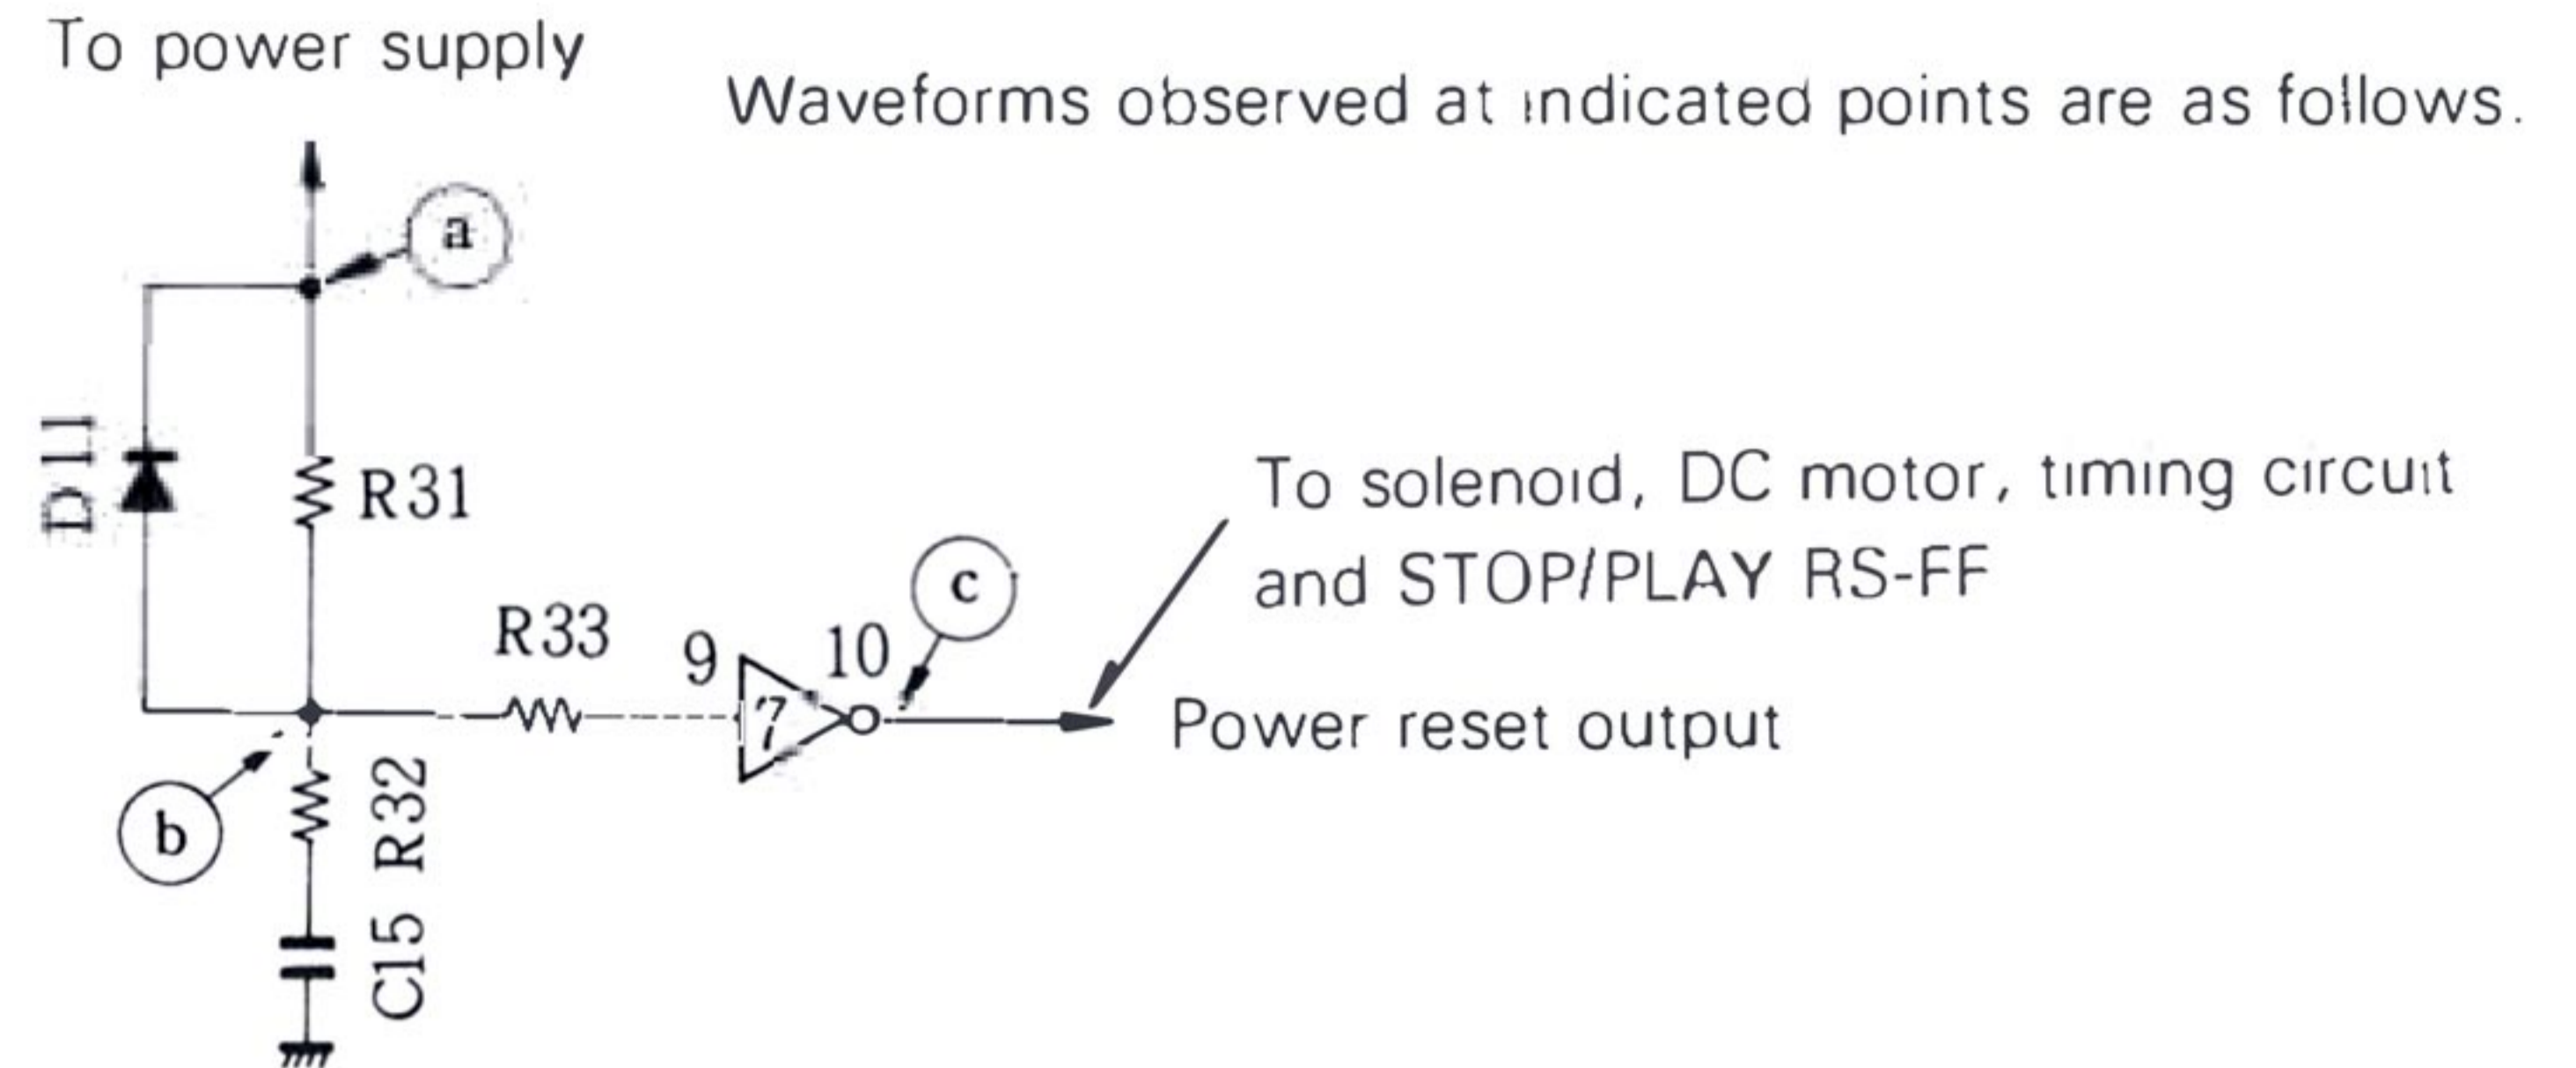 To power supply
Waveforms observed at indicated points are as follows.
a
D11
R31
To solenoid, DC motor, timing circuit
and STOP/PLAY RS-FF
c
R33
9
10
7
Power reset output
b
R32
C15